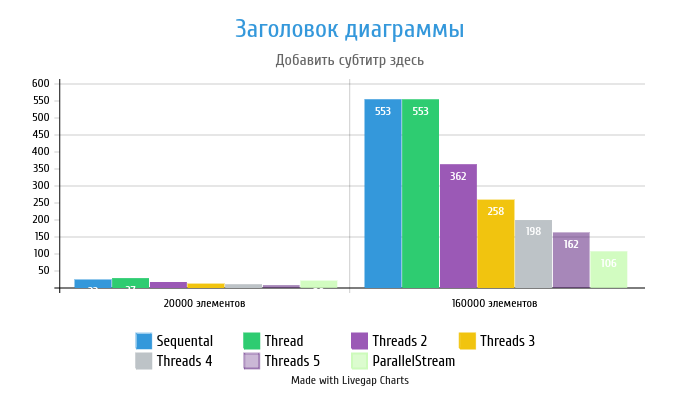 Заголовок диаграммы
Добавить субтитр здесь
600
550
500
450
400
350
300
250
200
150
100
50
553
553
362
258
198
162
106
20000 элементов
160000 элементов
Sequental
Thread
Threads 2
Threads 3
Threads 4
Threads 5
ParallelStream
Made with Livegap Charts